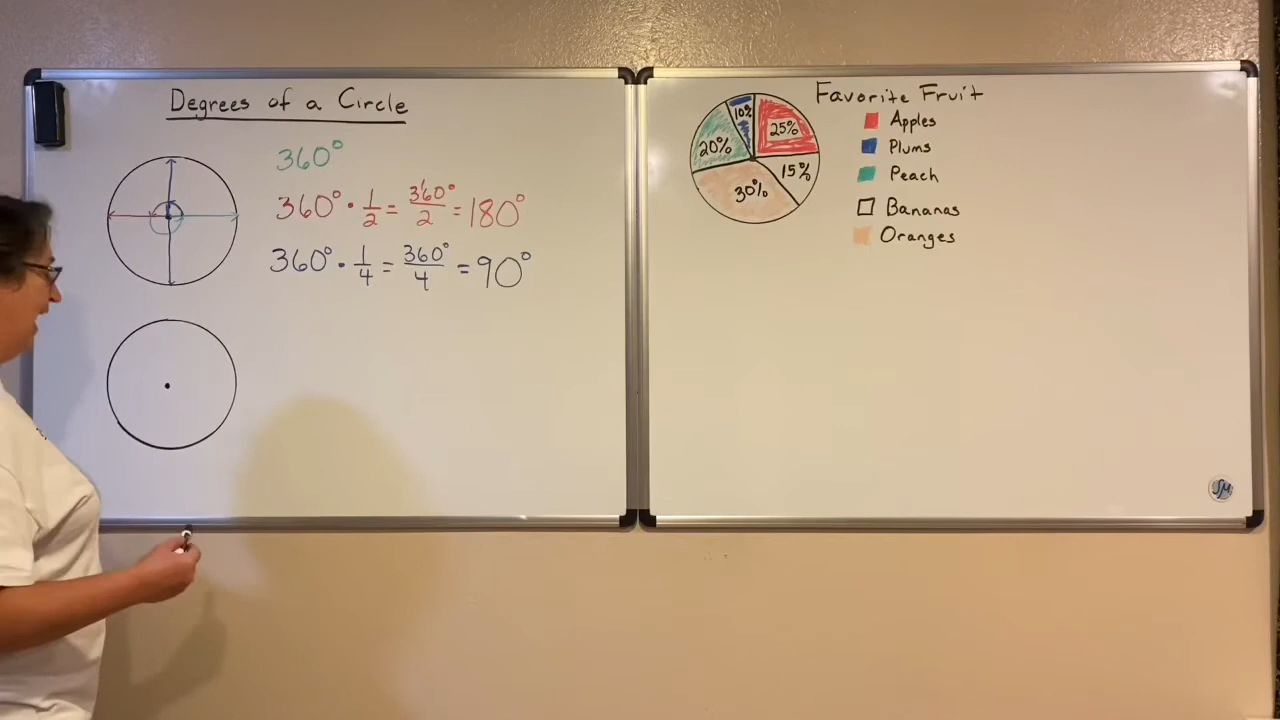 Degrees of a Circle
360°
360° · 1/2 = 360°/2 = 180°
360° · 1/4 = 360°/4 = 90°
Favorite Fruit
10%
25%
20%
15%
30%
Apples
Plums
Peach
Bananas
Oranges
SM